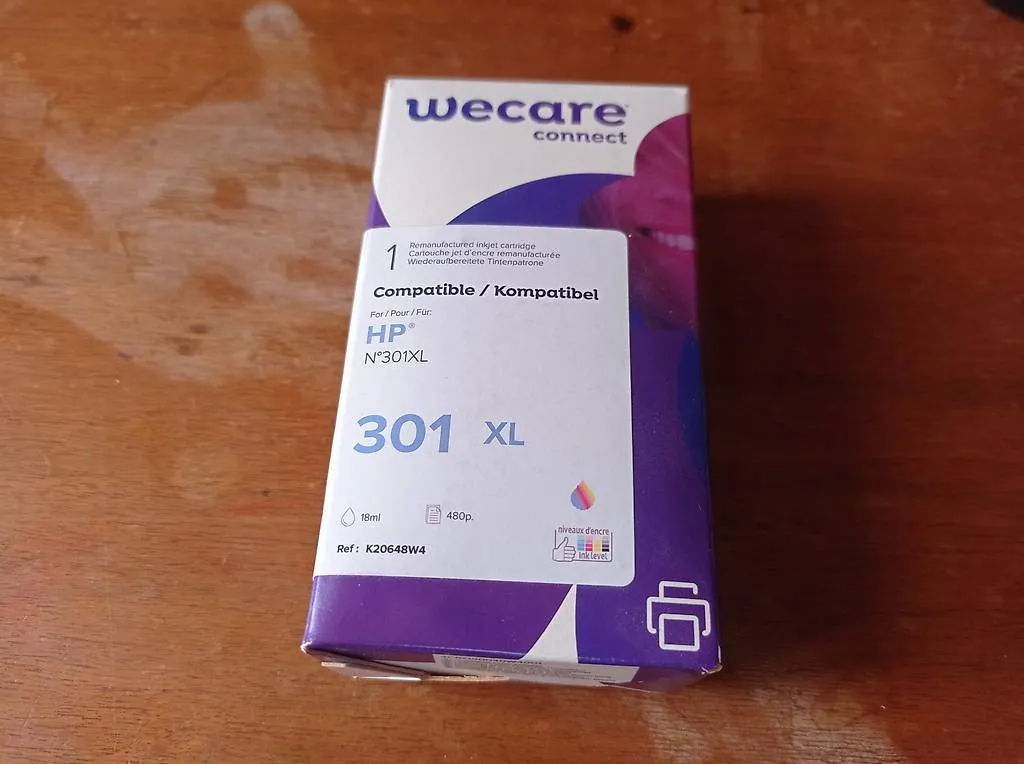 wecare
connect
1
Remanufactured inkjet cartridge
Cartouche jet d'encre remanufacturée
Wiederaufbereitete Tintenpatrone
Compatible / Kompatibel
For / Pour / Für:
HP®
N°301XL
301 XL
18ml
480p.
niveaux d'encre
ink level
Ref : K20648W4